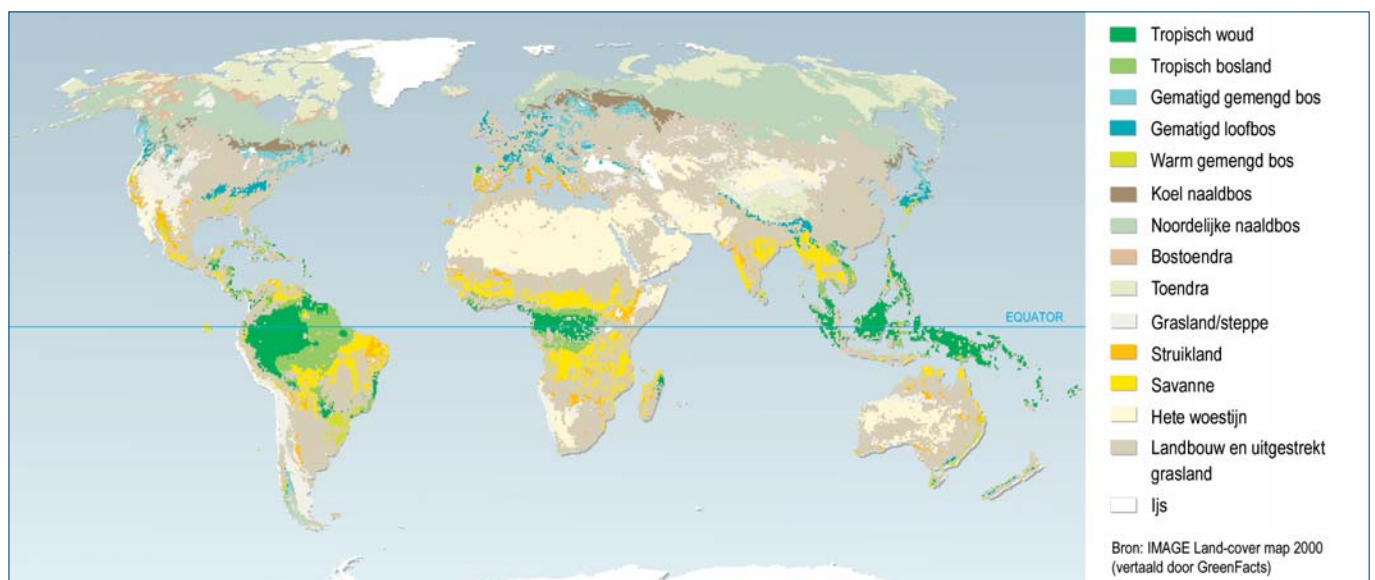 Tropisch woud
Tropisch bosland
Gematigd gemengd bos
Gematigd loofbos
Warm gemengd bos
Koel naaldbos
Noordelijke naaldbos
Bostoendra
Toendra
Grasland/steppe
Struikland
Savanne
Hete woestijn
Landbouw en uitgestrekt
grasland
Ijs
EQUATOR
Bron: IMAGE Land-cover map 2000
(vertaald door GreenFacts)